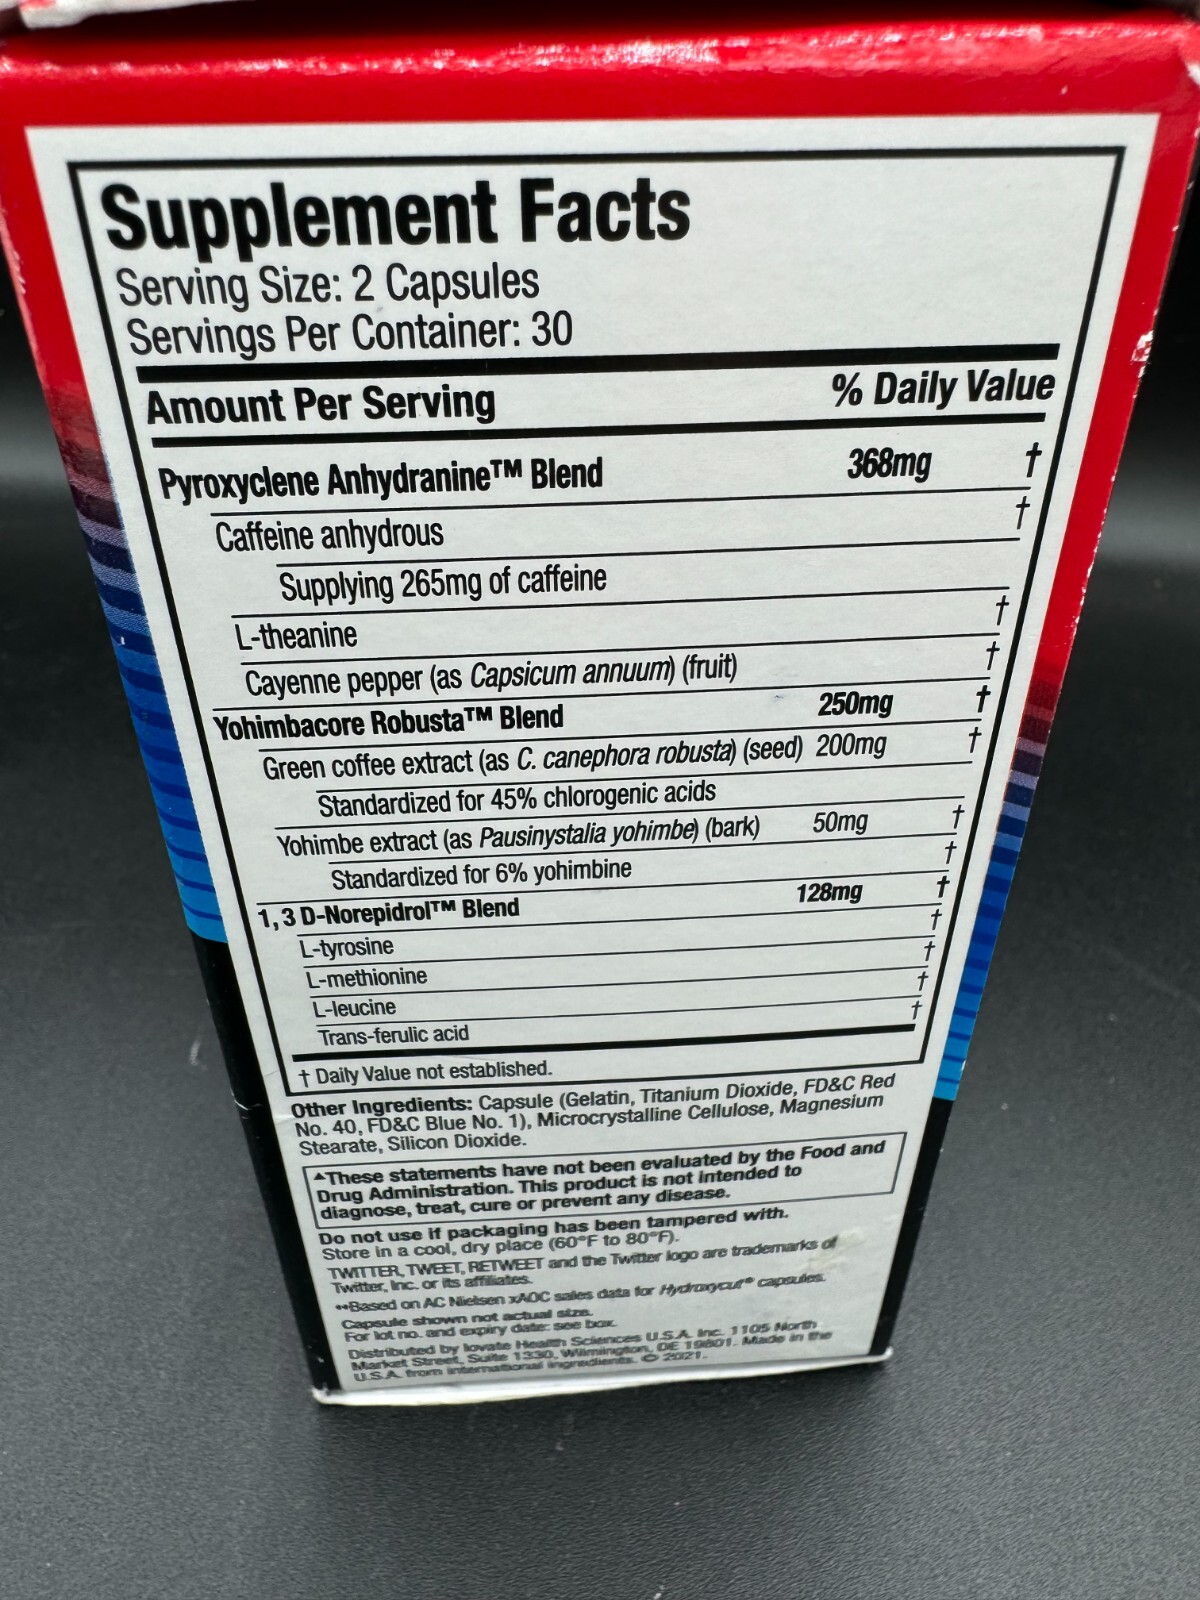 Supplement Facts
Serving Size: 2 Capsules
Servings Per Container: 30
Amount Per Serving % Daily Value
Pyroxyclene Anhydranine™ Blend 368mg †
Caffeine anhydrous †
Supplying 265mg of caffeine
L-theanine †
Cayenne pepper (as Capsicum annuum) (fruit) †
Yohimbacore Robusta™ Blend 250mg †
Green coffee extract (as C. canephora robusta) (seed) 200mg †
Standardized for 45% chlorogenic acids
Yohimbe extract (as Pausinystalia yohimbe) (bark) 50mg †
Standardized for 6% yohimbine †
1,3 D-Norepidrol™ Blend 128mg †
L-tyrosine †
L-methionine †
L-leucine †
Trans-ferulic acid †
† Daily Value not established.
Other Ingredients: Capsule (Gelatin, Titanium Dioxide, FD&C Red
No. 40, FD&C Blue No. 1), Microcrystalline Cellulose, Magnesium
Stearate, Silicon Dioxide.
▲These statements have not been evaluated by the Food and
Drug Administration. This product is not intended to
diagnose, treat, cure or prevent any disease.
Do not use if packaging has been tampered with.
Store in a cool, dry place (60°F to 80°F).
TWITTER, TWEET, RETWEET and the Twitter logo are trademarks of
Twitter, Inc. or its affiliates.
••Based on AC Nielsen xAOC sales data for Hydroxycut® capsules.
Capsule shown not actual size.
For lot no. and expiry date: see box.
Distributed by Iovate Health Sciences U.S.A. Inc. 1105 North
Market Street, Suite 1330, Wilmington, DE 19801. Made in the
U.S.A. from international ingredients. © 2021.